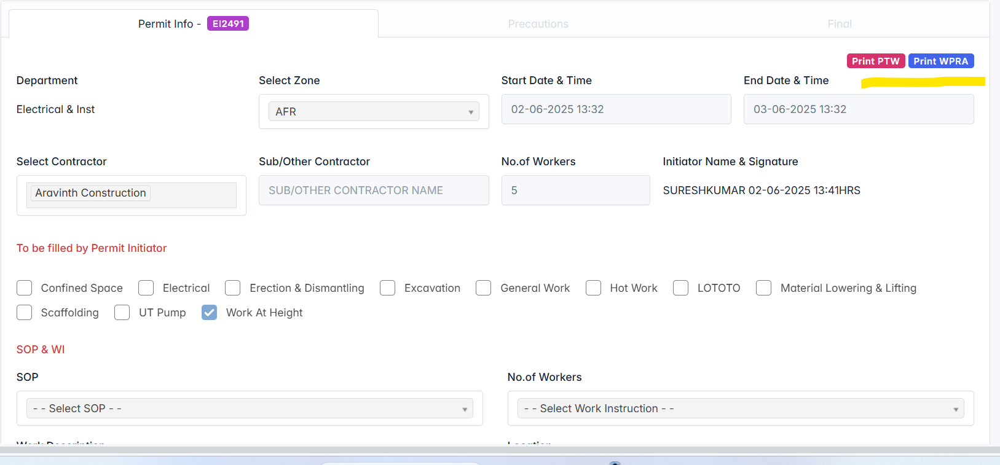 Permit Info - EI2491
Precautions
Final
Print PTW Print WPRA
Department
Select Zone
Start Date & Time
End Date & Time
Electrical & Inst
AFR
02-06-2025 13:32
03-06-2025 13:32
Select Contractor
Sub/Other Contractor
No.of Workers
Initiator Name & Signature
Aravinth Construction
SUB/OTHER CONTRACTOR NAME
5
SURESHKUMAR 02-06-2025 13:41HRS
To be filled by Permit Initiator
Confined Space Electrical Erection & Dismantling Excavation General Work Hot Work LOTOTO Material Lowering & Lifting
Scaffolding UT Pump Work At Height
SOP & WI
SOP
No.of Workers
- - Select SOP - -
- - Select Work Instruction - -
Work Description
Location